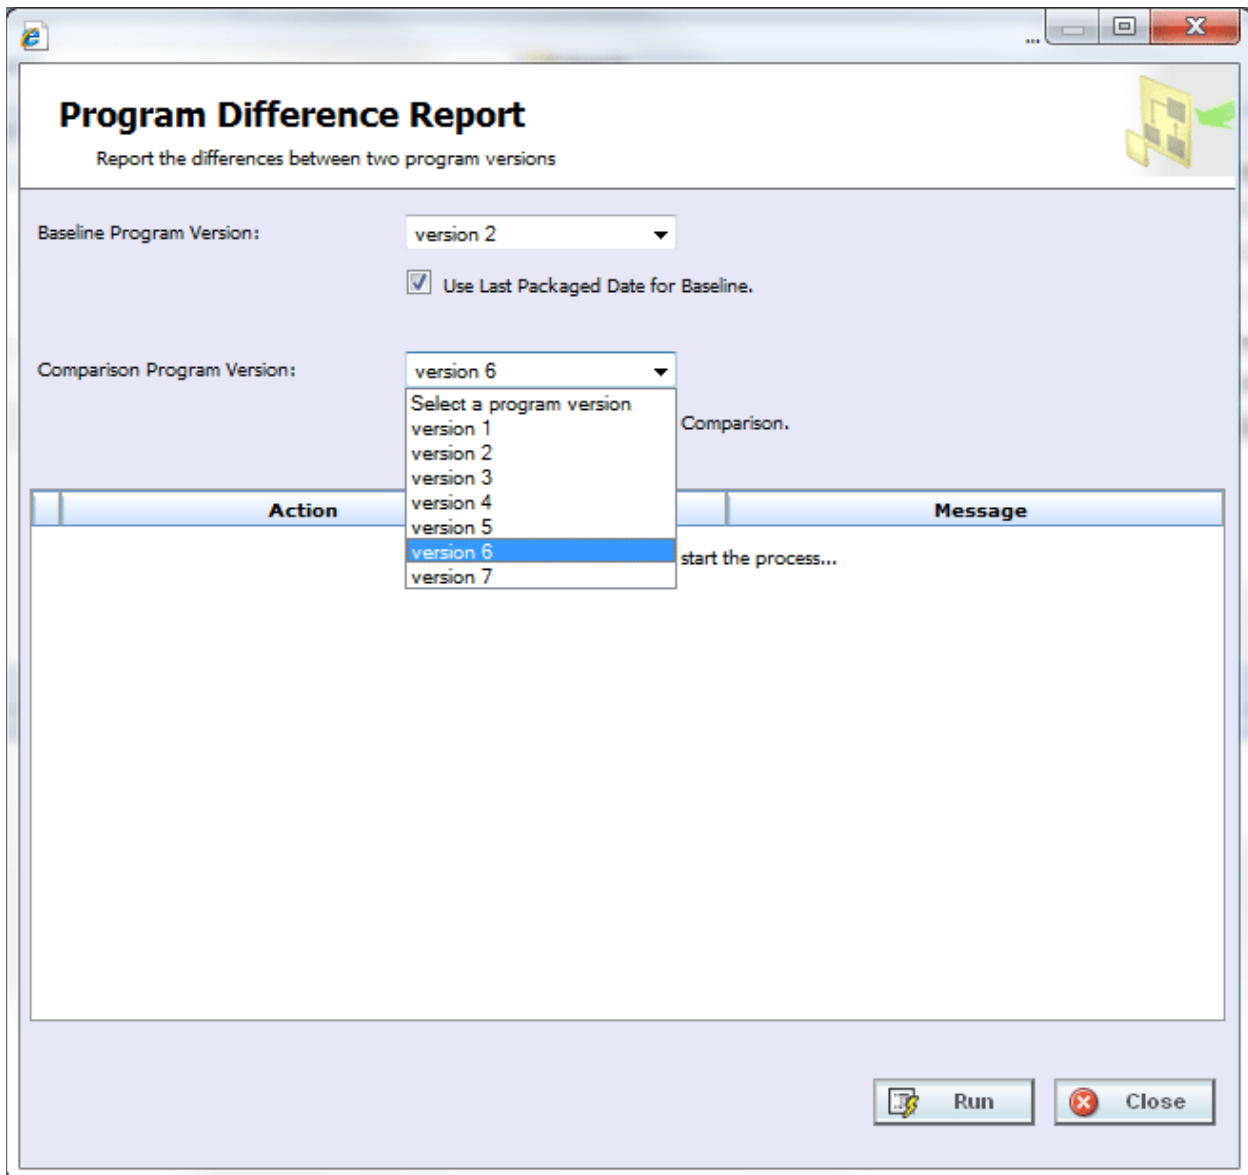 ...
Program Difference Report
Report the differences between two program versions
Baseline Program Version:
version 2
Use Last Packaged Date for Baseline.
Comparison Program Version:
version 6
Select a program version
version 1
Comparison.
version 2
version 3
version 4
Action
Message
version 5
version 6
start the process...
version 7
Run
Close